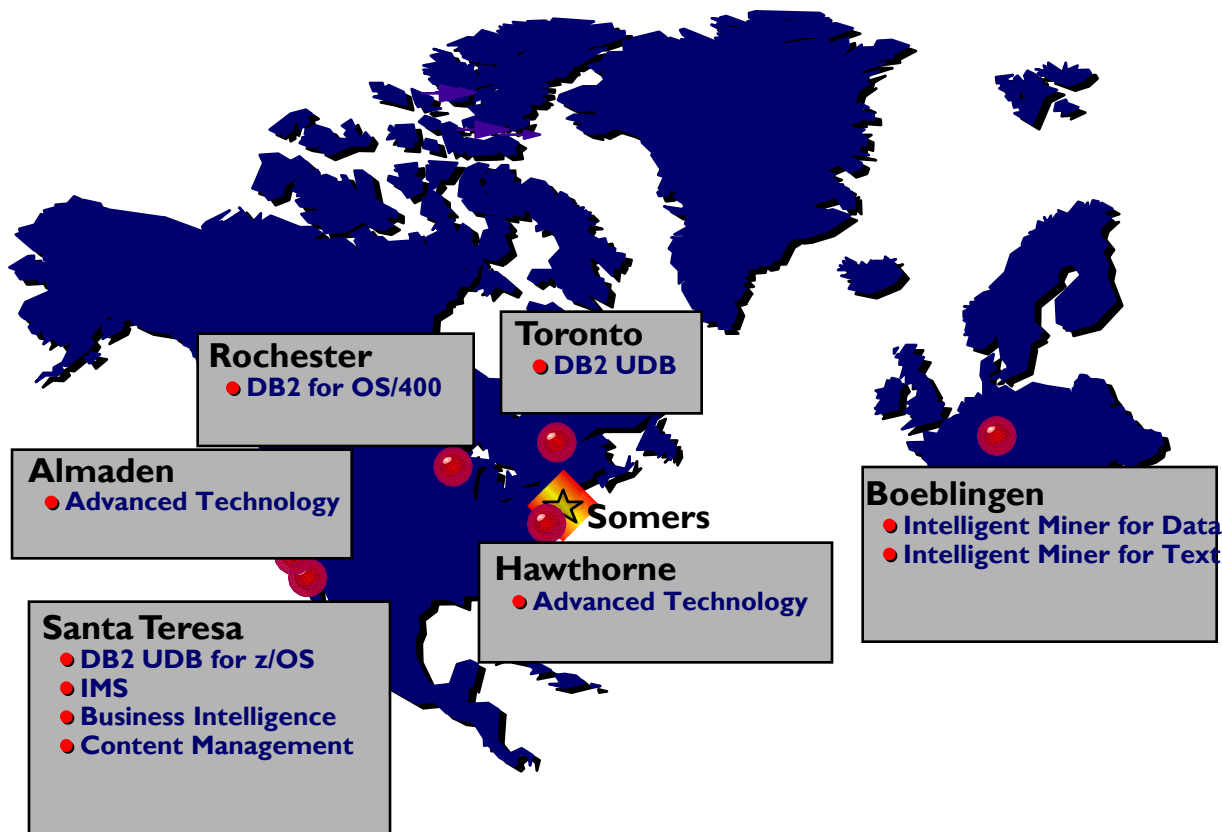 Toronto
DB2 UDB
Rochester
DB2 for OS/400
Almaden
Advanced Technology
Somers
Boeblingen
Intelligent Miner for Data
Intelligent Miner for Text
Hawthorne
Advanced Technology
Santa Teresa
DB2 UDB for z/OS
IMS
Business Intelligence
Content Management